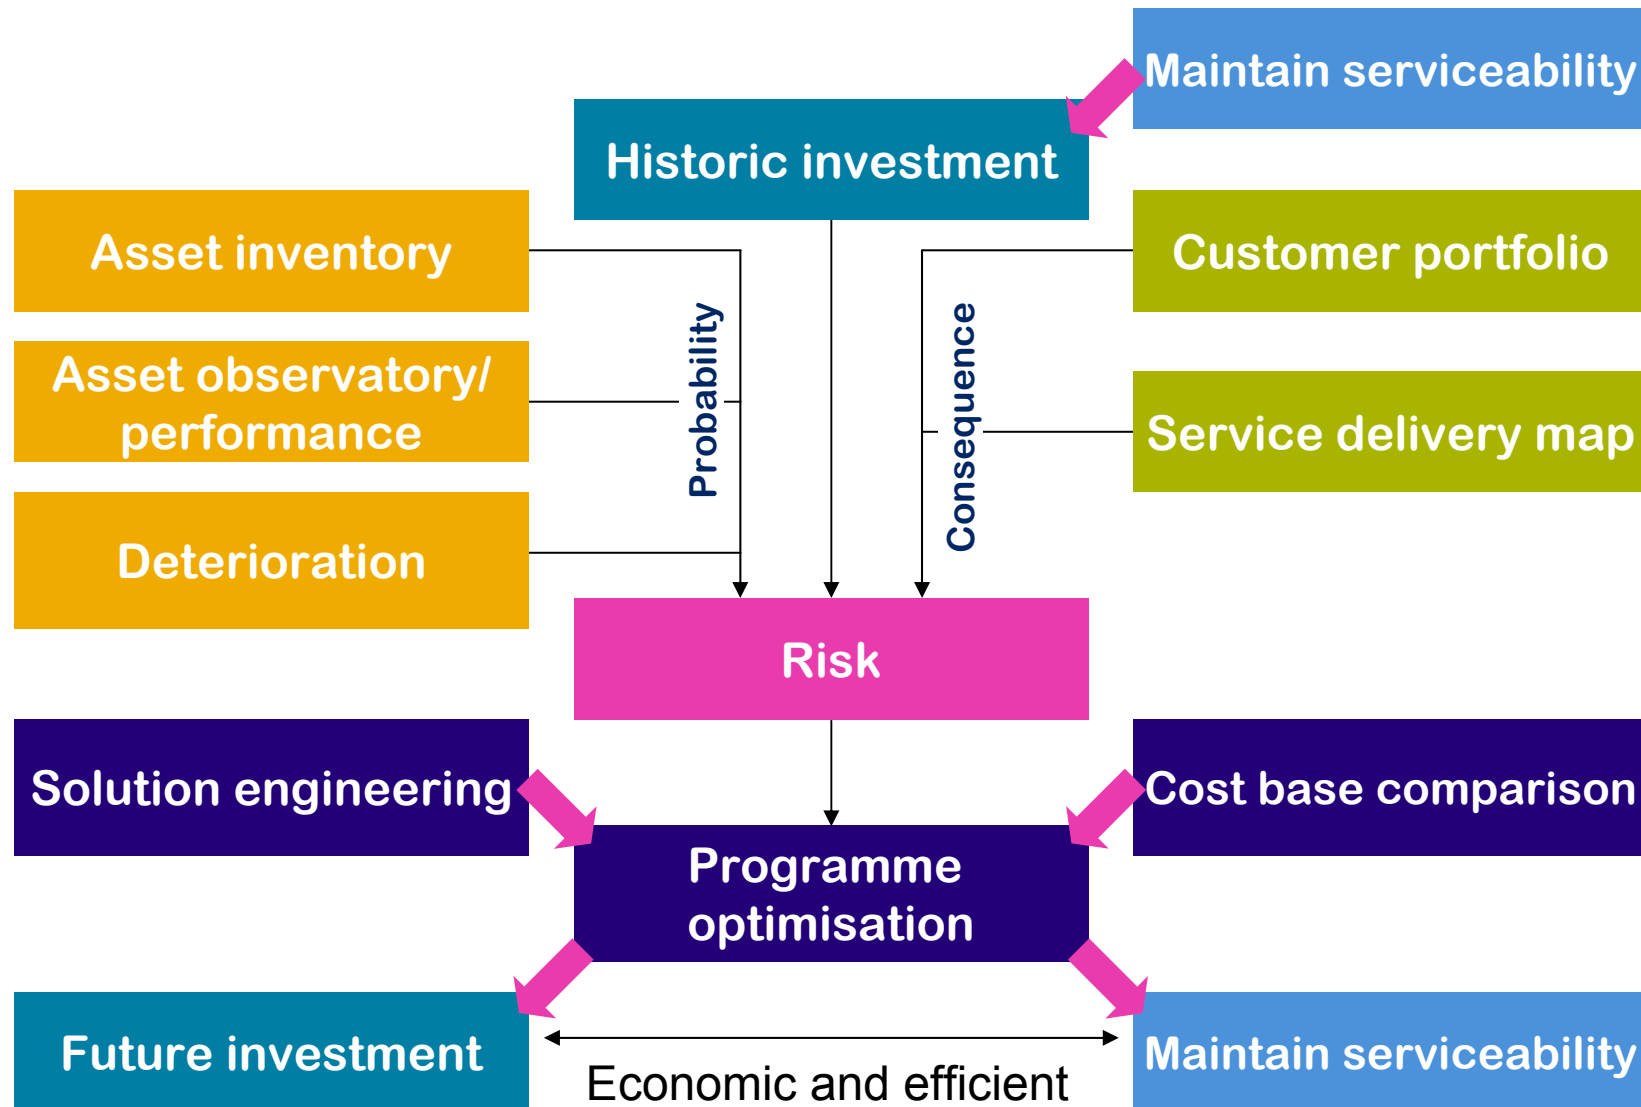 Maintain serviceability
Historic investment
Asset inventory
Customer portfolio
Probability
Consequence
Asset observatory/
performance
Service delivery map
Deterioration
Risk
Solution engineering
Cost base comparison
Programme
optimisation
Future investment
Maintain serviceability
Economic and efficient